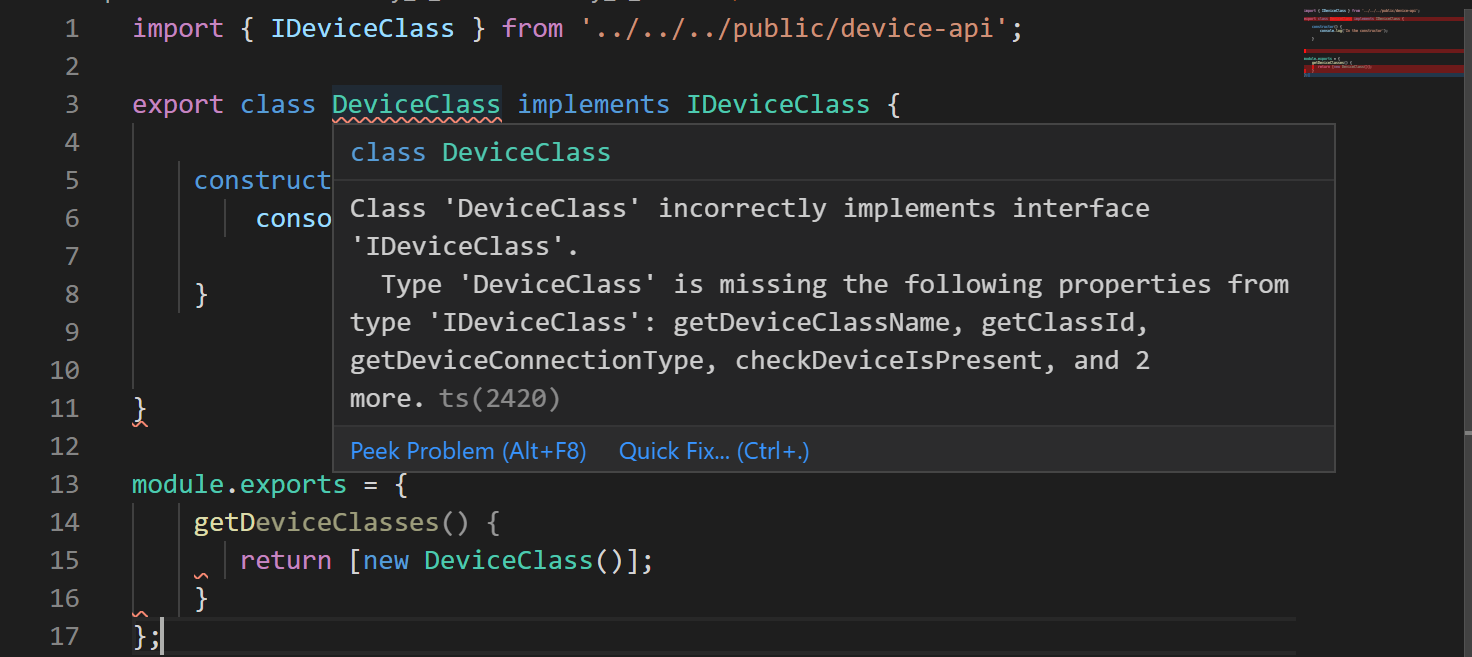 1 import { IDeviceClass } from '../../../public/device-api';
2
3 export class DeviceClass implements IDeviceClass {
4
class DeviceClass
5 construct
Class 'DeviceClass' incorrectly implements interface
6 conso
'IDeviceClass'.
7
Type 'DeviceClass' is missing the following properties from
8 }
type 'IDeviceClass': getDeviceClassName, getClassId,
9
getDeviceConnectionType, checkDeviceIsPresent, and 2
10
more. ts(2420)
11 }
Peek Problem (Alt+F8) Quick Fix... (Ctrl+.)
12
13 module.exports = {
14 getDeviceClasses() {
15 return [new DeviceClass()];
16 }
17 };